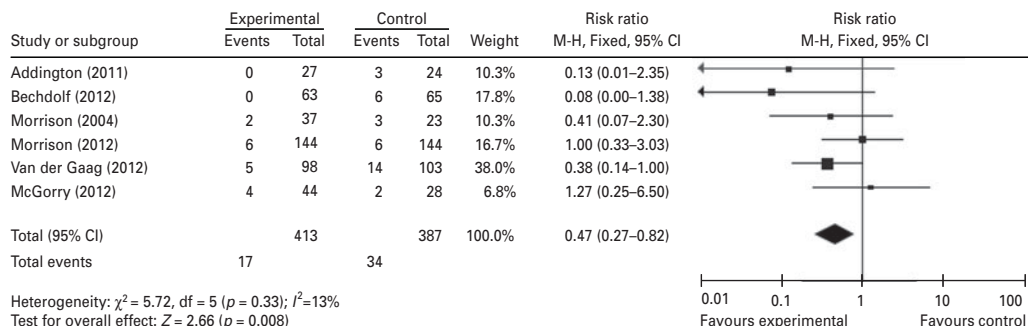 Experimental Control Risk ratio Risk ratio
Study or subgroup Events Total Events Total Weight M-H, Fixed, 95% CI M-H, Fixed, 95% CI
Addington (2011) 0 27 3 24 10.3% 0.13 (0.01–2.35)
Bechdolf (2012) 0 63 6 65 17.8% 0.08 (0.00–1.38)
Morrison (2004) 2 37 3 23 10.3% 0.41 (0.07–2.30)
Morrison (2012) 6 144 6 144 16.7% 1.00 (0.33–3.03)
Van der Gaag (2012) 5 98 14 103 38.0% 0.38 (0.14–1.00)
McGorry (2012) 4 44 2 28 6.8% 1.27 (0.25–6.50)
Total (95% CI) 413 387 100.0% 0.47 (0.27–0.82)
Total events 17 34
Heterogeneity: χ² = 5.72, df = 5 (p = 0.33); I²=13%
Test for overall effect: Z = 2.66 (p = 0.008)
0.01 0.1 1 10 100
Favours experimental Favours control